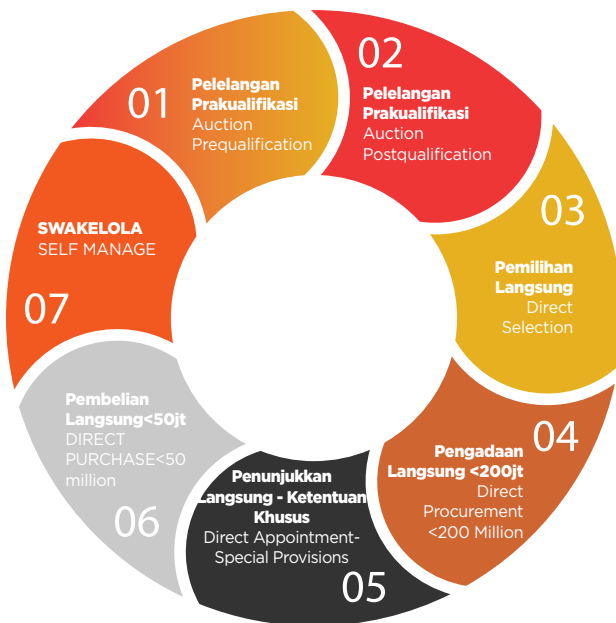 01
Pelelangan
Prakualifikasi
Auction
Prequalification
02
Pelelangan
Prakualifikasi
Auction
Postqualification
03
Pemilihan
Langsung
Direct
Selection
04
Pengadaan
Langsung <200jt
Direct
Procurement
<200 Million
Penunjukkan
Langsung - Ketentuan
Khusus
Direct Appointment-
Special Provisions
05
Pembelian
Langsung<50jt
DIRECT
PURCHASE<50
million
06
SWAKELOLA
SELF MANAGE
07